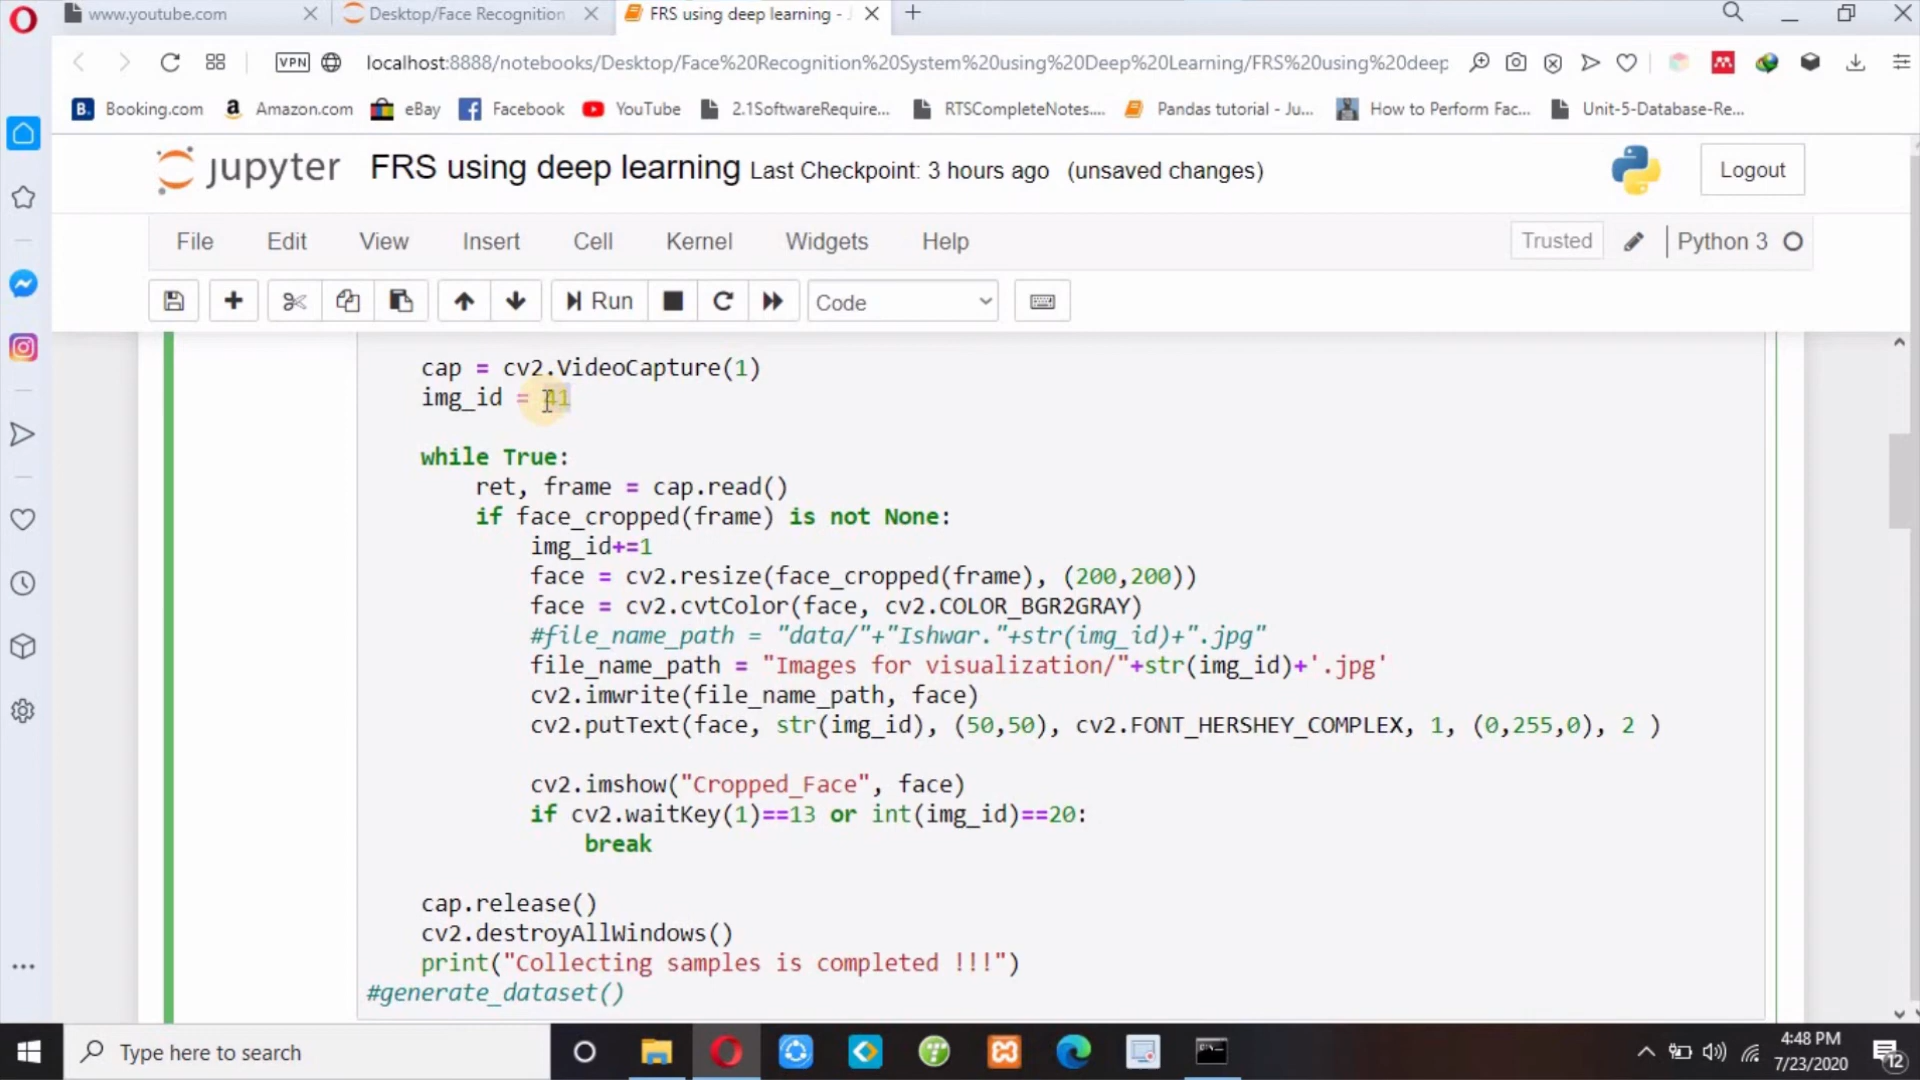 www.youtube.com
Desktop/Face Recognition
FRS using deep learning - J
VPN
localhost:8888/notebooks/Desktop/Face%20Recognition%20System%20using%20Deep%20Learning/FRS%20using%20deep
Booking.com
Amazon.com
eBay
Facebook
YouTube
2.1SoftwareRequire...
RTSCompleteNotes....
Pandas tutorial - Ju...
How to Perform Fac...
Unit-5-Database-Re...
jupyter FRS using deep learning Last Checkpoint: 3 hours ago (unsaved changes)
Logout
File Edit View Insert Cell Kernel Widgets Help
Trusted
Python 3
Run
Code
cap = cv2.VideoCapture(1)
img_id = 41
while True:
ret, frame = cap.read()
if face_cropped(frame) is not None:
img_id+=1
face = cv2.resize(face_cropped(frame), (200,200))
face = cv2.cvtColor(face, cv2.COLOR_BGR2GRAY)
#file_name_path = "data/"+"Ishwar."+str(img_id)+".jpg"
file_name_path = "Images for visualization/"+str(img_id)+'.jpg'
cv2.imwrite(file_name_path, face)
cv2.putText(face, str(img_id), (50,50), cv2.FONT_HERSHEY_COMPLEX, 1, (0,255,0), 2 )
cv2.imshow("Cropped_Face", face)
if cv2.waitKey(1)==13 or int(img_id)==20:
break
cap.release()
cv2.destroyAllWindows()
print("Collecting samples is completed !!!")
#generate_dataset()
Type here to search
4:48 PM
7/23/2020
12